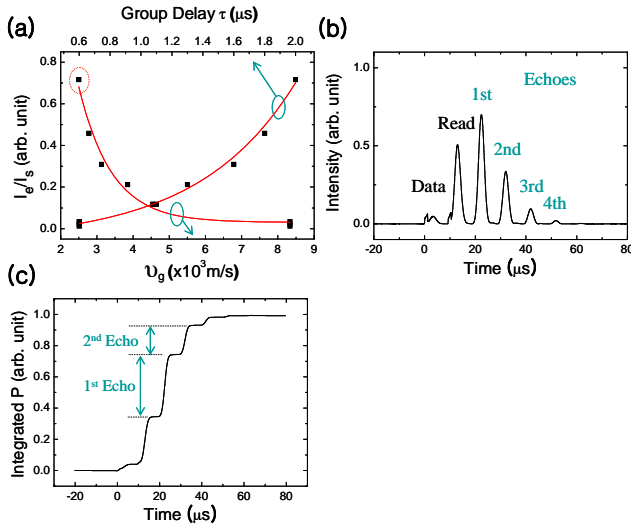 (a)
Group Delay τ (μs)
0.6 0.8 1.0 1.2 1.4 1.6 1.8 2.0
0.8
0.6
0.4
0.2
0.0
Ie/Is (arb. unit)
2 3 4 5 6 7 8 9
υg (x10³m/s)
(b)
1.0
0.5
0.0
Intensity (arb. unit)
Echoes
1st
Read
2nd
Data
3rd
4th
-20 0 20 40 60 80
Time (μs)
(c)
1.0
0.8
0.6
0.4
0.2
0.0
Integrated P (arb. unit)
2nd Echo
1st Echo
-20 0 20 40 60 80
Time (μs)